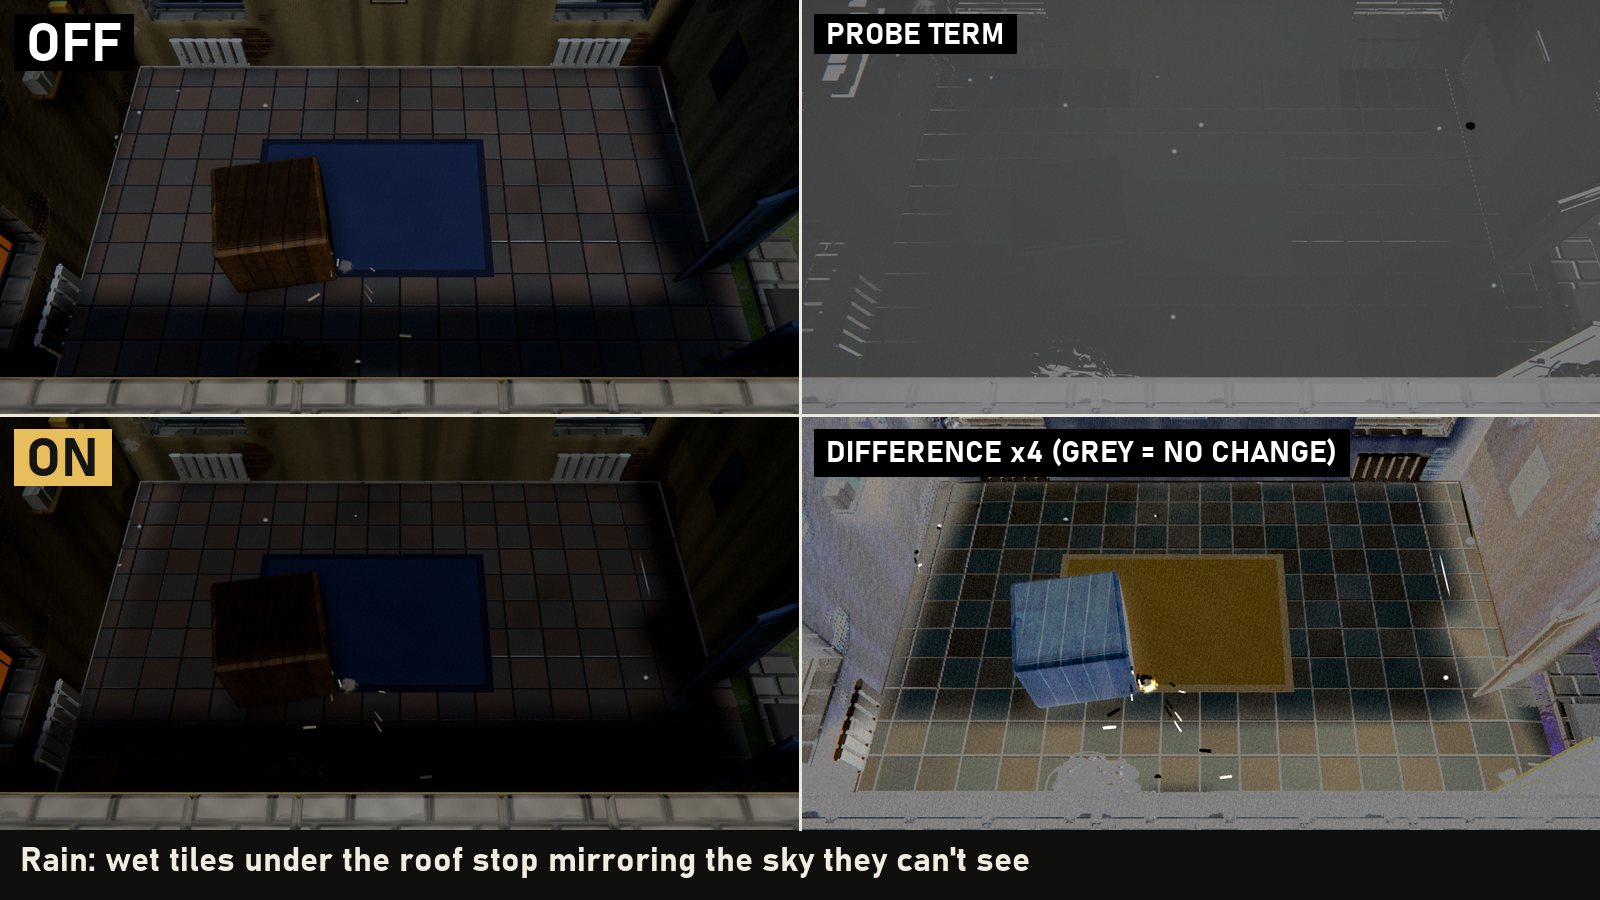 OFF
PROBE TERM
ON
DIFFERENCE x4 (GREY = NO CHANGE)
Rain: wet tiles under the roof stop mirroring the sky they can't see